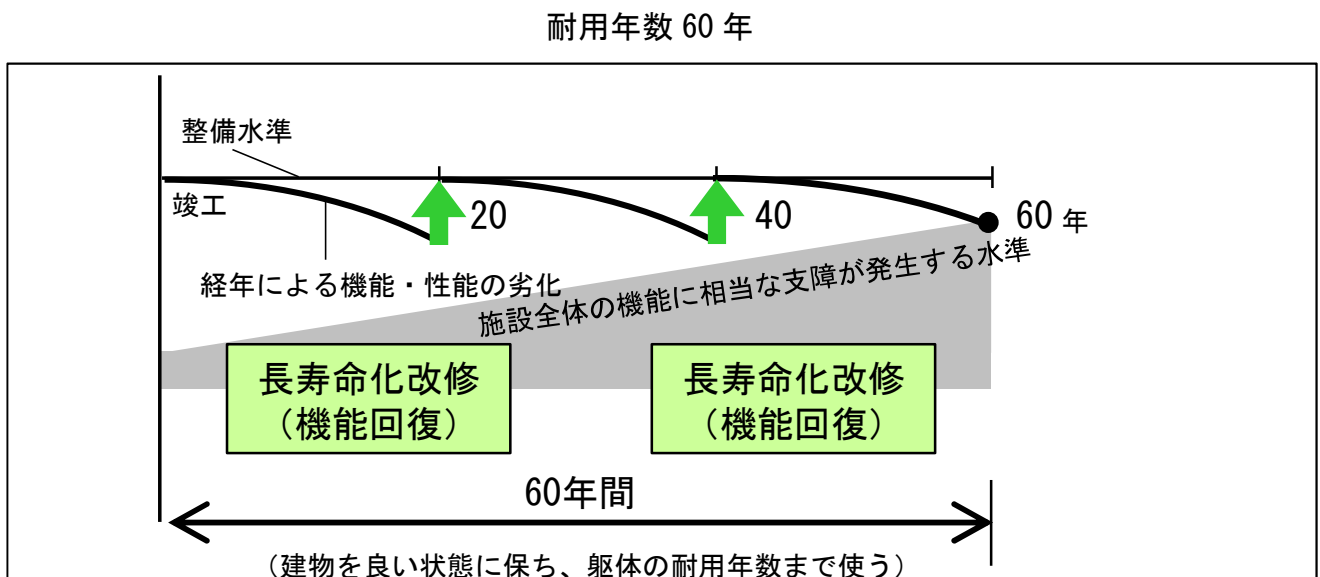 耐用年数 60 年
整備水準
竣工
20
40
60 年
経年による機能・性能の劣化
施設全体の機能に相当な支障が発生する水準
長寿命化改修
（機能回復）
長寿命化改修
（機能回復）
60年間
（建物を良い状態に保ち、躯体の耐用年数まで使う）